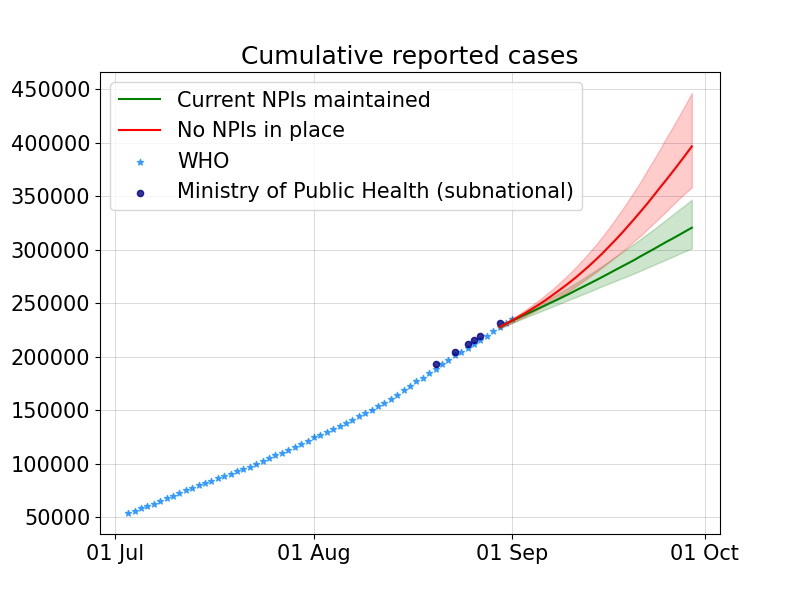 Cumulative reported cases
Current NPIs maintained
No NPIs in place
WHO
Ministry of Public Health (subnational)
450000
400000
350000
300000
250000
200000
150000
100000
50000
01 Jul
01 Aug
01 Sep
01 Oct